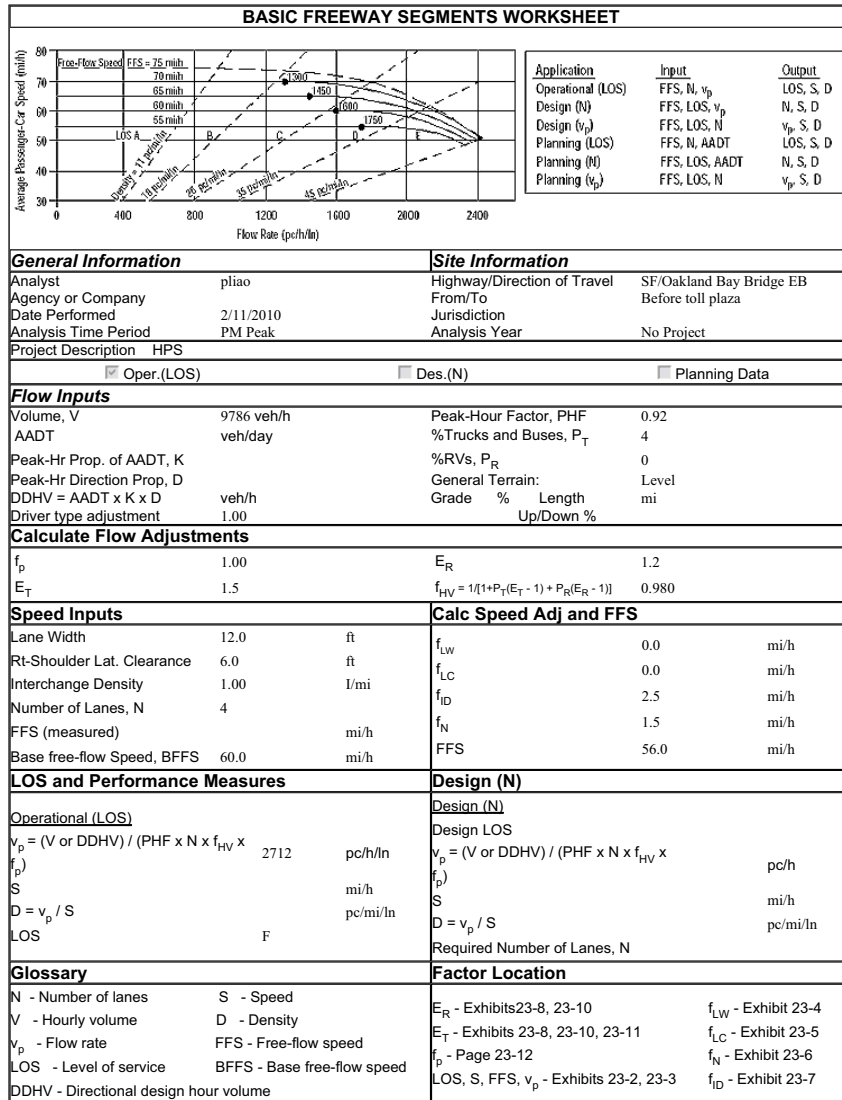 BASIC FREEWAY SEGMENTS WORKSHEET
Average Passenger-Car Speed (mi/h)
80
70
60
50
40
30
Free-Flow Speed, FFS = 75 mi/h
70 mi/h
65 mi/h
60 mi/h
55 mi/h
1300
1450
1600
1750
LOS A
B
C
D
E
Density = 11 pc/mi/ln
18 pc/mi/ln
26 pc/mi/ln
35 pc/mi/ln
45 pc/mi/ln
0 400 800 1200 1600 2000 2400
Flow Rate (pc/h/ln)
Application Input Output
Operational (LOS) FFS, N, vp LOS, S, D
Design (N) FFS, LOS, vp N, S, D
Design (vp) FFS, LOS, N vp, S, D
Planning (LOS) FFS, N, AADT LOS, S, D
Planning (N) FFS, LOS, AADT N, S, D
Planning (vp) FFS, LOS, N vp, S, D
General Information Site Information
Analyst pliao Highway/Direction of Travel SF/Oakland Bay Bridge EB
Agency or Company From/To Before toll plaza
Date Performed 2/11/2010 Jurisdiction
Analysis Time Period PM Peak Analysis Year No Project
Project Description HPS
Oper.(LOS) Des.(N) Planning Data
Flow Inputs
Volume, V 9786 veh/h Peak-Hour Factor, PHF 0.92
AADT veh/day %Trucks and Buses, PT 4
Peak-Hr Prop. of AADT, K %RVs, PR 0
Peak-Hr Direction Prop, D General Terrain: Level
DDHV = AADT x K x D veh/h Grade % Length mi
Driver type adjustment 1.00 Up/Down %
Calculate Flow Adjustments
fp 1.00 ER 1.2
ET 1.5 fHV = 1/[1+PT(ET - 1) + PR(ER - 1)] 0.980
Speed Inputs Calc Speed Adj and FFS
Lane Width 12.0 ft
Rt-Shoulder Lat. Clearance 6.0 ft
Interchange Density 1.00 I/mi
Number of Lanes, N 4
FFS (measured) mi/h
Base free-flow Speed, BFFS 60.0 mi/h
fLW 0.0 mi/h
fLC 0.0 mi/h
fID 2.5 mi/h
fN 1.5 mi/h
FFS 56.0 mi/h
LOS and Performance Measures Design (N)
Operational (LOS)
vp = (V or DDHV) / (PHF x N x fHV x
fp) 2712 pc/h/ln
S mi/h
D = vp / S pc/mi/ln
LOS F
Design (N)
Design LOS
vp = (V or DDHV) / (PHF x N x fHV x
fp) pc/h
S mi/h
D = vp / S pc/mi/ln
Required Number of Lanes, N
Glossary Factor Location
N - Number of lanes S - Speed
V - Hourly volume D - Density
vp - Flow rate FFS - Free-flow speed
LOS - Level of service BFFS - Base free-flow speed
DDHV - Directional design hour volume
ER - Exhibits23-8, 23-10 fLW - Exhibit 23-4
ET - Exhibits 23-8, 23-10, 23-11 fLC - Exhibit 23-5
fp - Page 23-12 fN - Exhibit 23-6
LOS, S, FFS, vp - Exhibits 23-2, 23-3 fID - Exhibit 23-7